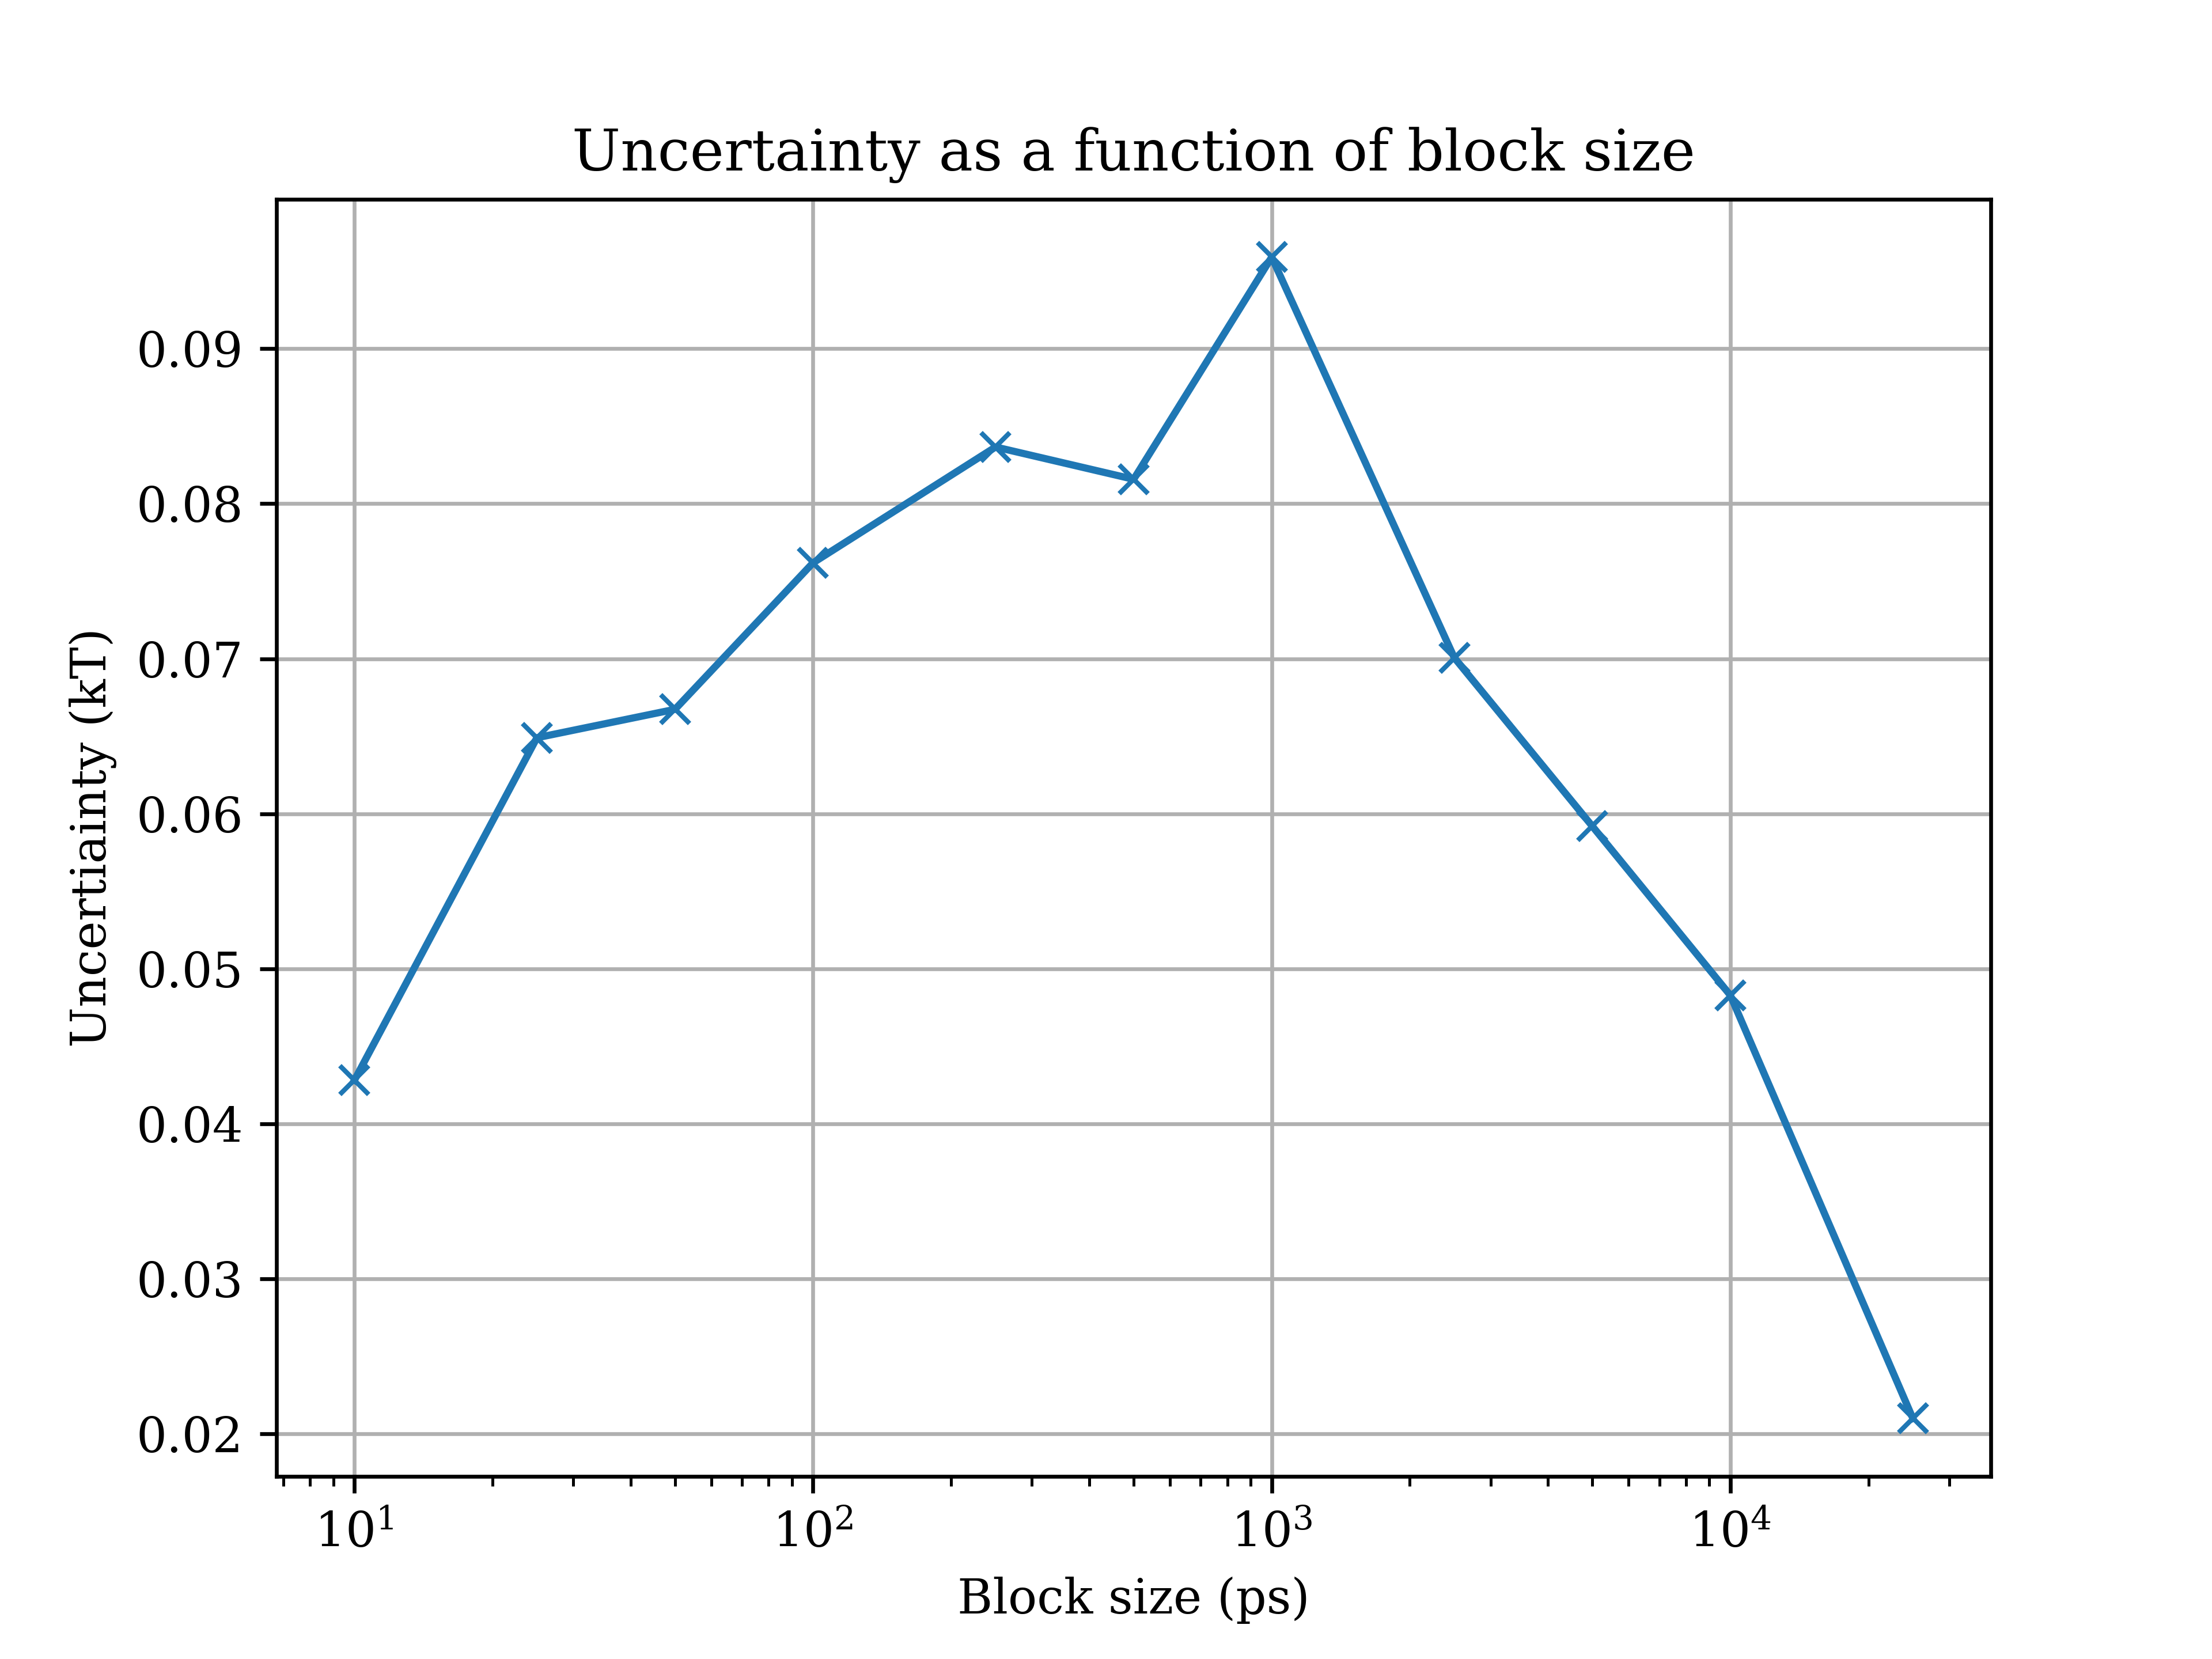 Uncertainty as a function of block size
0.09
0.08
0.07
0.06
0.05
0.04
0.03
0.02
Uncertiainty (kT)
10¹ 10² 10³ 10⁴
Block size (ps)